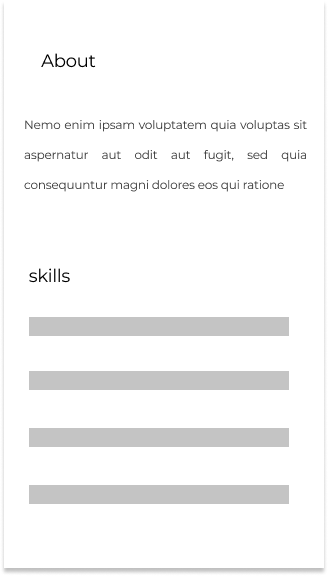 About
Nemo enim ipsam voluptatem quia voluptas sit
aspernatur aut odit aut fugit, sed quia
consequuntur magni dolores eos qui ratione
skills